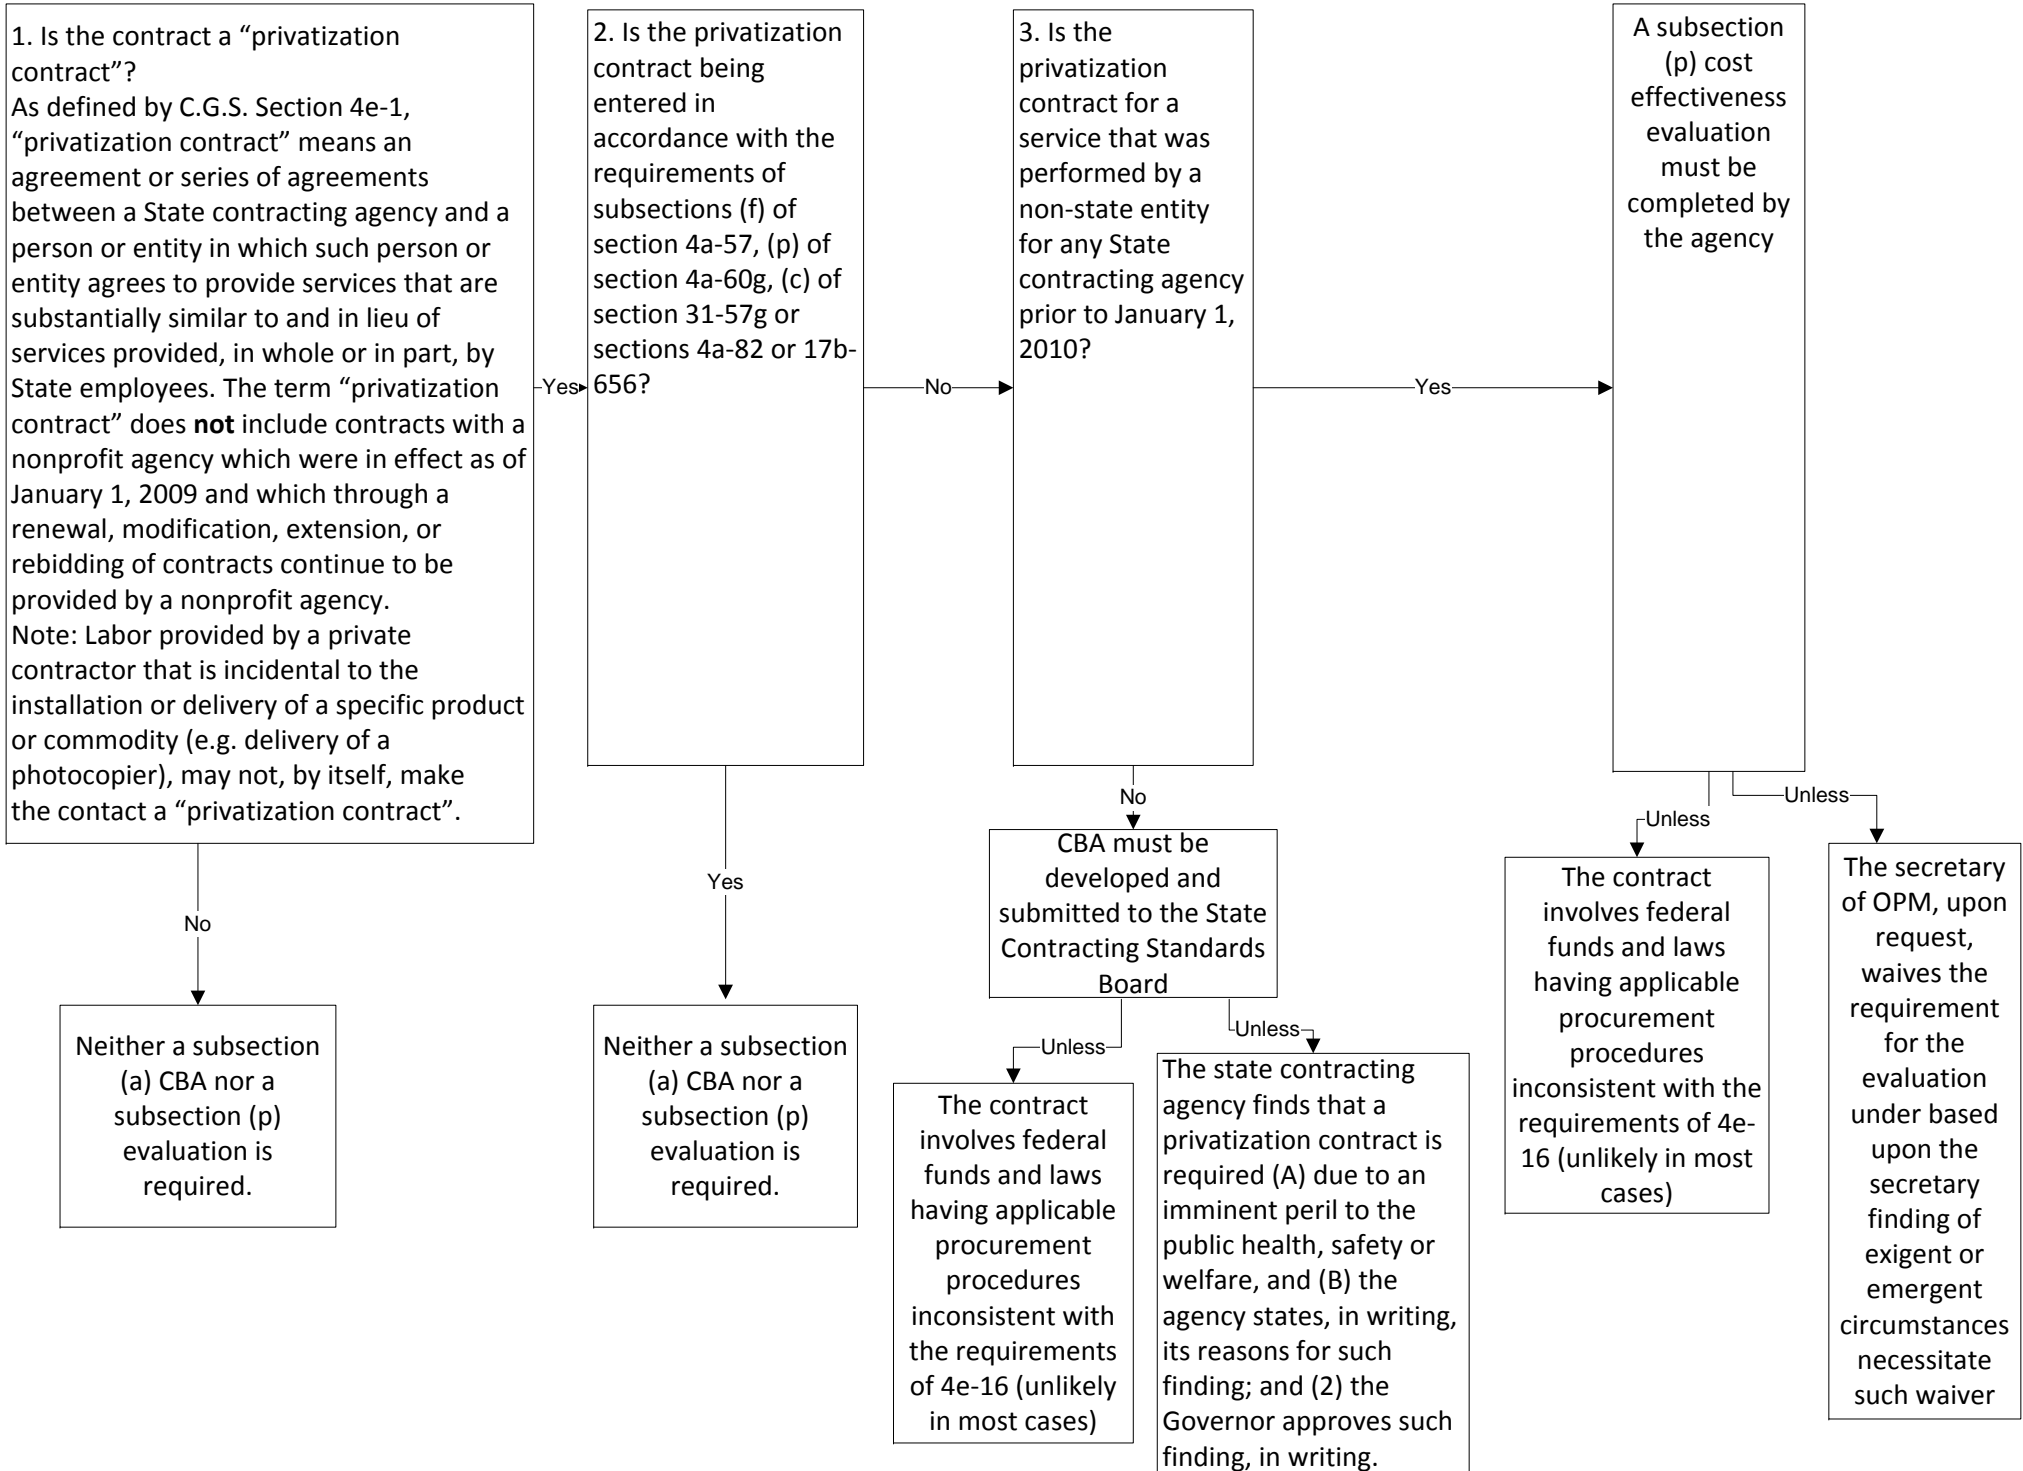 1. Is the contract a “privatization
contract”?
As defined by C.G.S. Section 4e-1,
“privatization contract” means an
agreement or series of agreements
between a State contracting agency and a
person or entity in which such person or
entity agrees to provide services that are
substantially similar to and in lieu of
services provided, in whole or in part, by
State employees. The term “privatization
contract” does not include contracts with a
nonprofit agency which were in effect as of
January 1, 2009 and which through a
renewal, modification, extension, or
rebidding of contracts continue to be
provided by a nonprofit agency.
Note: Labor provided by a private
contractor that is incidental to the
installation or delivery of a specific product
or commodity (e.g. delivery of a
photocopier), may not, by itself, make
the contact a “privatization contract”.
Yes
2. Is the privatization
contract being
entered in
accordance with the
requirements of
subsections (f) of
section 4a-57, (p) of
section 4a-60g, (c) of
section 31-57g or
sections 4a-82 or 17b-
656?
No
3. Is the
privatization
contract for a
service that was
performed by a
non-state entity
for any State
contracting agency
prior to January 1,
2010?
Yes
A subsection
(p) cost
effectiveness
evaluation
must be
completed by
the agency
No
Neither a subsection
(a) CBA nor a
subsection (p)
evaluation is
required.
Yes
Neither a subsection
(a) CBA nor a
subsection (p)
evaluation is
required.
No
CBA must be
developed and
submitted to the State
Contracting Standards
Board
Unless
The contract
involves federal
funds and laws
having applicable
procurement
procedures
inconsistent with
the requirements
of 4e-16 (unlikely
in most cases)
Unless
The state contracting
agency finds that a
privatization contract is
required (A) due to an
imminent peril to the
public health, safety or
welfare, and (B) the
agency states, in writing,
its reasons for such
finding; and (2) the
Governor approves such
finding, in writing.
Unless
The contract
involves federal
funds and laws
having applicable
procurement
procedures
inconsistent with the
requirements of 4e-
16 (unlikely in most
cases)
Unless
The secretary
of OPM, upon
request,
waives the
requirement
for the
evaluation
under based
upon the
secretary
finding of
exigent or
emergent
circumstances
necessitate
such waiver